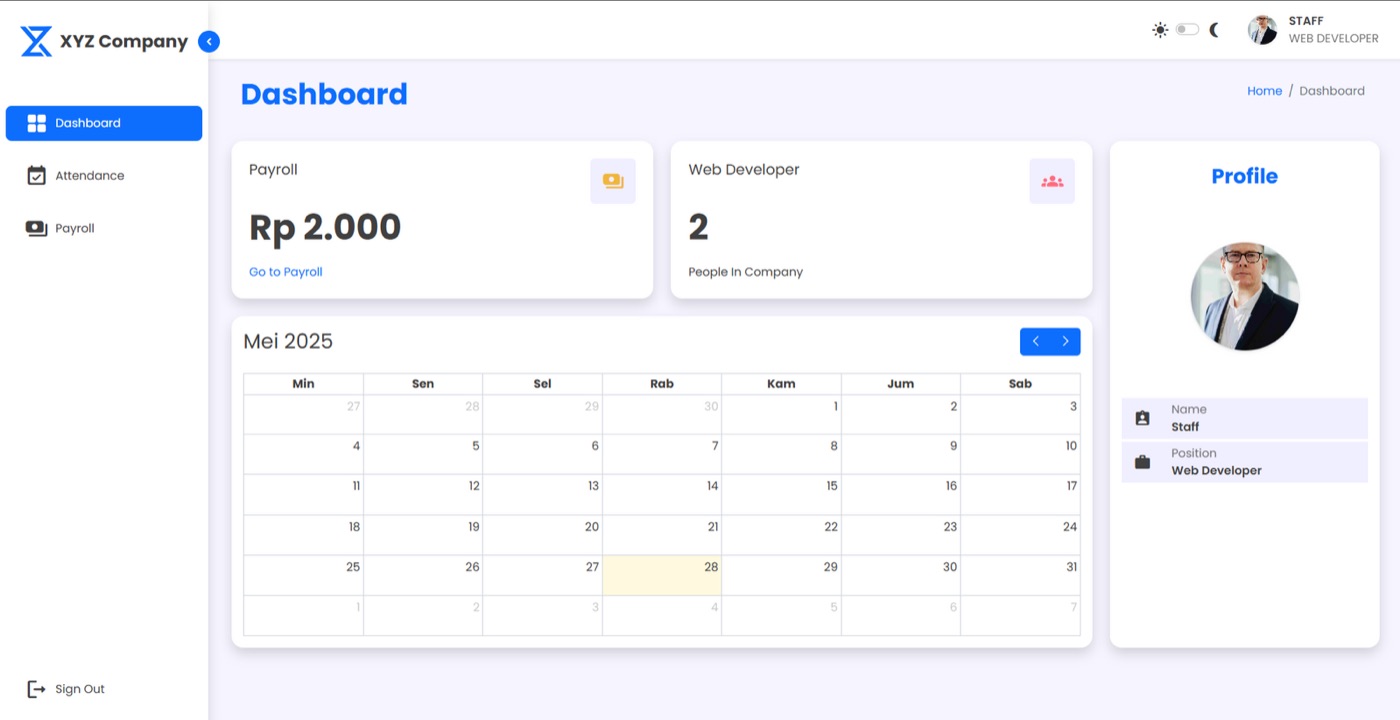 XYZ Company
STAFF
WEB DEVELOPER
Dashboard
Attendance
Payroll
Sign Out
Dashboard
Home / Dashboard
Payroll
Rp 2.000
Go to Payroll
Web Developer
2
People In Company
Mei 2025
Min Sen Sel Rab Kam Jum Sab
27 28 29 30 1 2 3
4 5 6 7 8 9 10
11 12 13 14 15 16 17
18 19 20 21 22 23 24
25 26 27 28 29 30 31
1 2 3 4 5 6 7
Profile
Name
Staff
Position
Web Developer